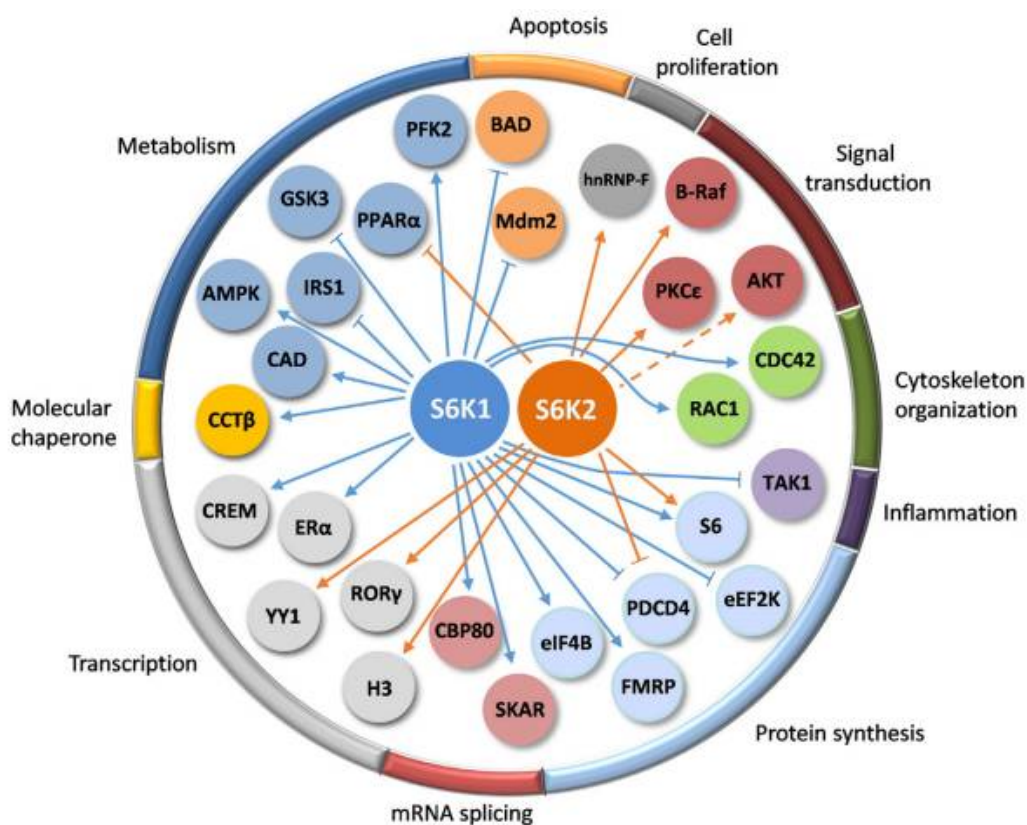 Apoptosis
Cell
proliferation
Metabolism
Signal
transduction
PFK2
BAD
hnRNP-F
B-Raf
GSK3
PPARα
Mdm2
AMPK
IRS1
PKCε
AKT
CAD
CDC42
Cytoskeleton
organization
Molecular
chaperone
CCTβ
S6K1
S6K2
RAC1
TAK1
Inflammation
CREM
ERα
S6
YY1
RORγ
CBP80
eIF4B
PDCD4
eEF2K
Transcription
H3
SKAR
FMRP
Protein synthesis
mRNA splicing